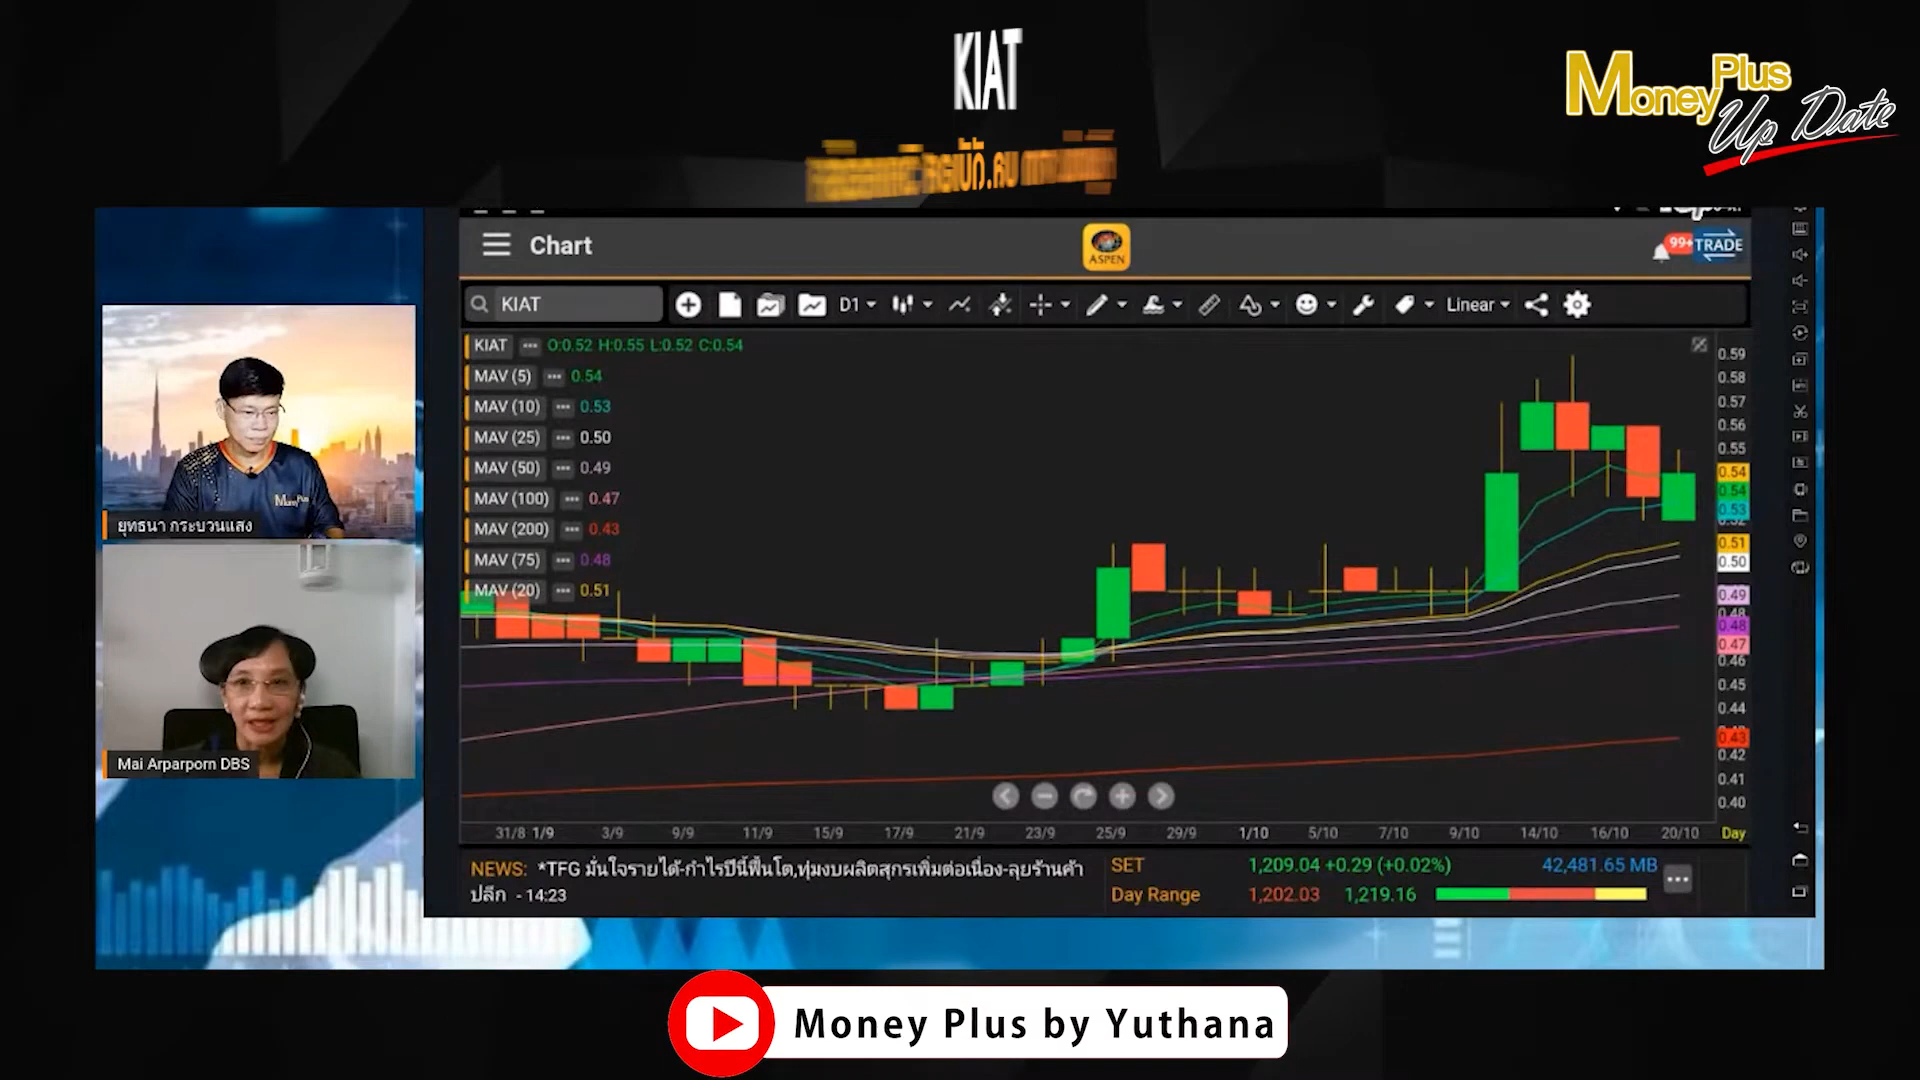 KIAT
Money Plus
Up Date
Chart
ASPEN
99+
TRADE
KIAT
D1
Linear
KIAT ••• O:0.52 H:0.55 L:0.52 C:0.54
MAV (5) ••• 0.54
MAV (10) ••• 0.53
MAV (25) ••• 0.50
MAV (50) ••• 0.49
MAV (100) ••• 0.47
MAV (200) ••• 0.43
MAV (75) ••• 0.48
MAV (20) ••• 0.51
0.59
0.58
0.57
0.56
0.55
0.54
0.54
0.53
0.52
0.51
0.50
0.49
0.48
0.48
0.47
0.46
0.45
0.44
0.43
0.42
0.41
0.40
31/8 1/9 3/9 9/9 11/9 15/9 17/9 21/9 23/9 25/9 29/9 1/10 5/10 7/10 9/10 14/10 16/10 20/10 Day
Money Plus
ยุทธนา กระบวนแสง
Mai Arparporn DBS
NEWS: *TFG มั่นใจรายได้-กำไรปีนี้ฟื้นโต,ทุ่มงบผลิตสุกรเพิ่มต่อเนื่อง-ลุยร้านค้า
ปลีก - 14:23
SET 1,209.04 +0.29 (+0.02%) 42,481.65 MB
Day Range 1,202.03 1,219.16
Money Plus by Yuthana